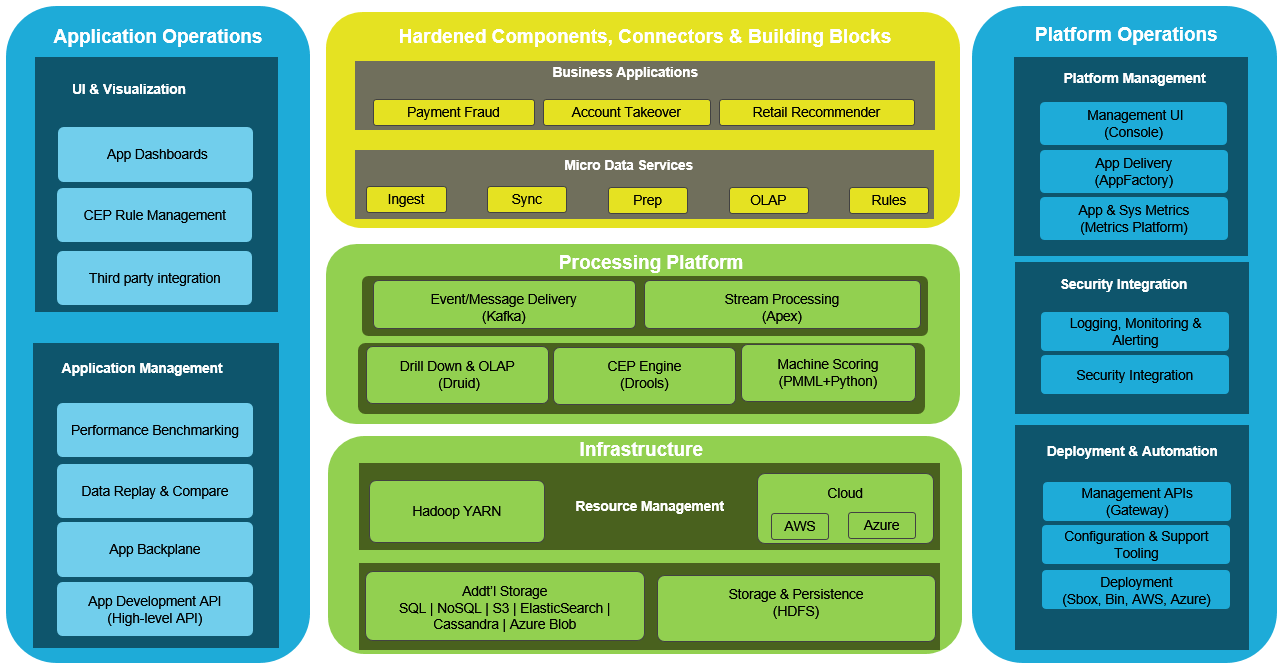 Application Operations
UI & Visualization
App Dashboards
CEP Rule Management
Third party integration
Application Management
Performance Benchmarking
Data Replay & Compare
App Backplane
App Development API
(High-level API)
Hardened Components, Connectors & Building Blocks
Business Applications
Payment Fraud
Account Takeover
Retail Recommender
Micro Data Services
Ingest
Sync
Prep
OLAP
Rules
Processing Platform
Event/Message Delivery
(Kafka)
Stream Processing
(Apex)
Drill Down & OLAP
(Druid)
CEP Engine
(Drools)
Machine Scoring
(PMML+Python)
Infrastructure
Hadoop YARN
Resource Management
Cloud
AWS
Azure
Addt'l Storage
SQL | NoSQL | S3 | ElasticSearch |
Cassandra | Azure Blob
Storage & Persistence
(HDFS)
Platform Operations
Platform Management
Management UI
(Console)
App Delivery
(AppFactory)
App & Sys Metrics
(Metrics Platform)
Security Integration
Logging, Monitoring &
Alerting
Security Integration
Deployment & Automation
Management APIs
(Gateway)
Configuration & Support
Tooling
Deployment
(Sbox, Bin, AWS, Azure)